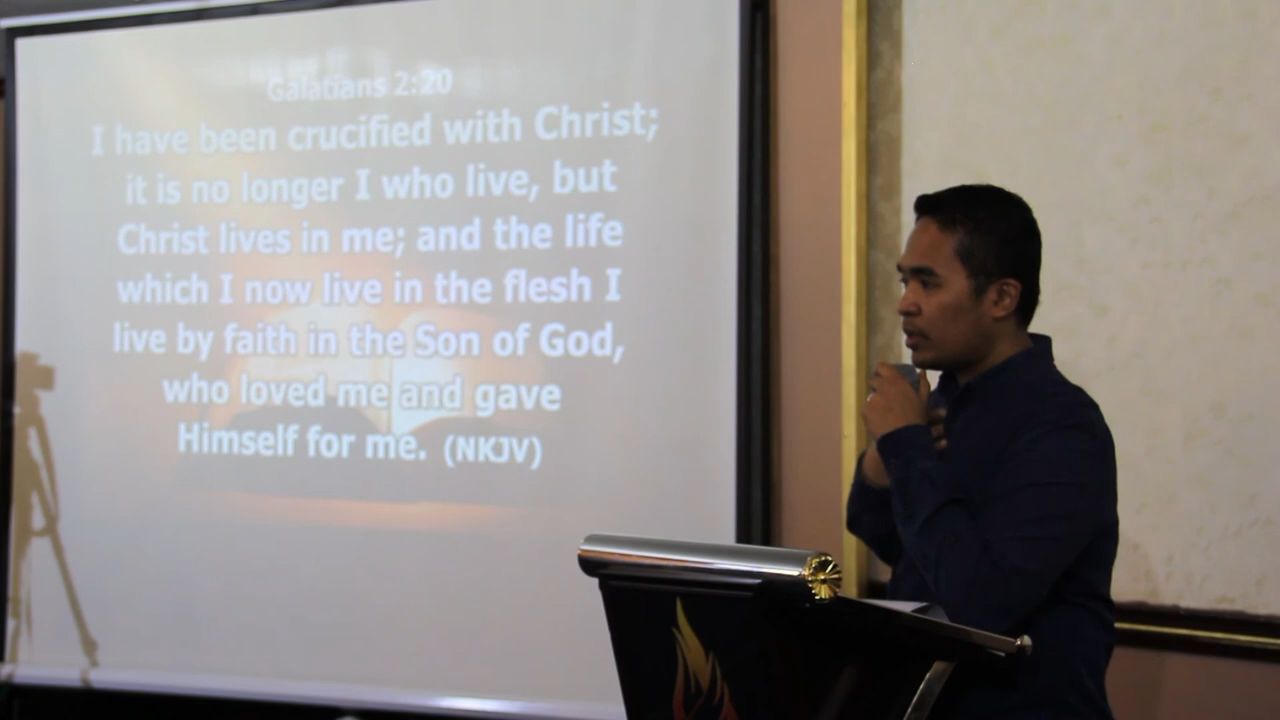 Galatians 2:20
I have been crucified with Christ;
it is no longer I who live, but
Christ lives in me; and the life
which I now live in the flesh I
live by faith in the Son of God,
who loved me and gave
Himself for me. (NKJV)